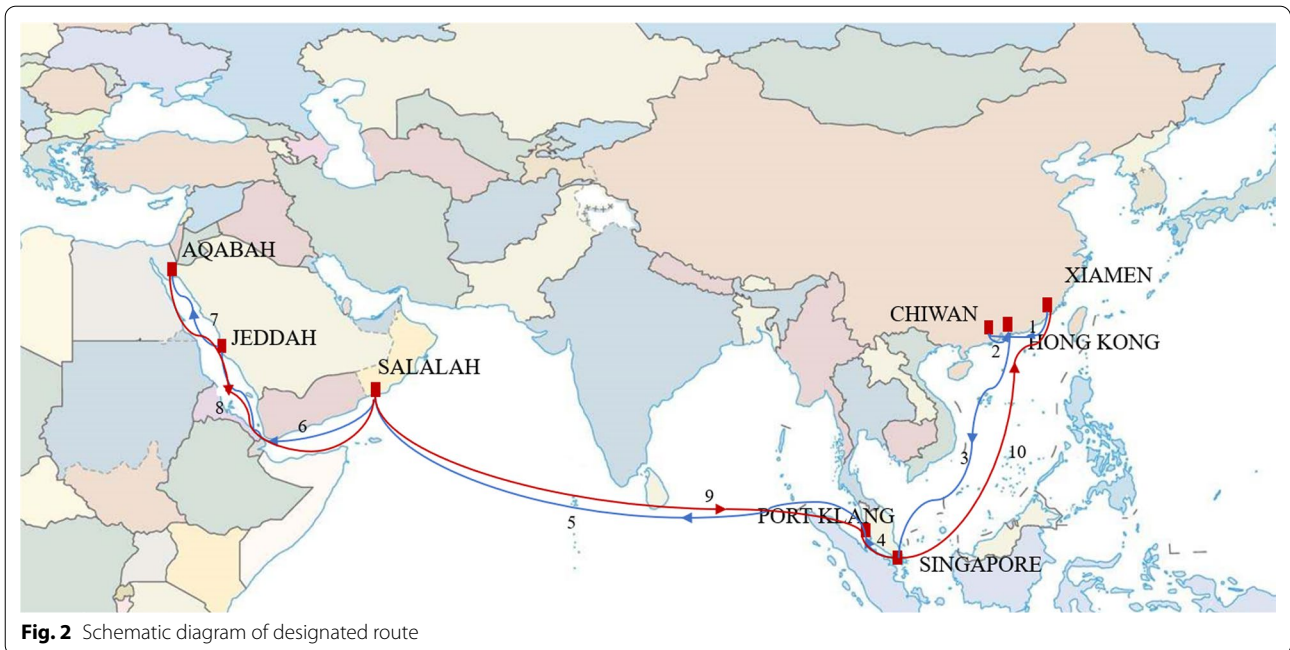 AQABAH
XIAMEN
CHIWAN
1
7
JEDDAH
2
HONG KONG
SALALAH
8
6
3
10
9
5
PORT KLANG
4
SINGAPORE
Fig. 2 Schematic diagram of designated route